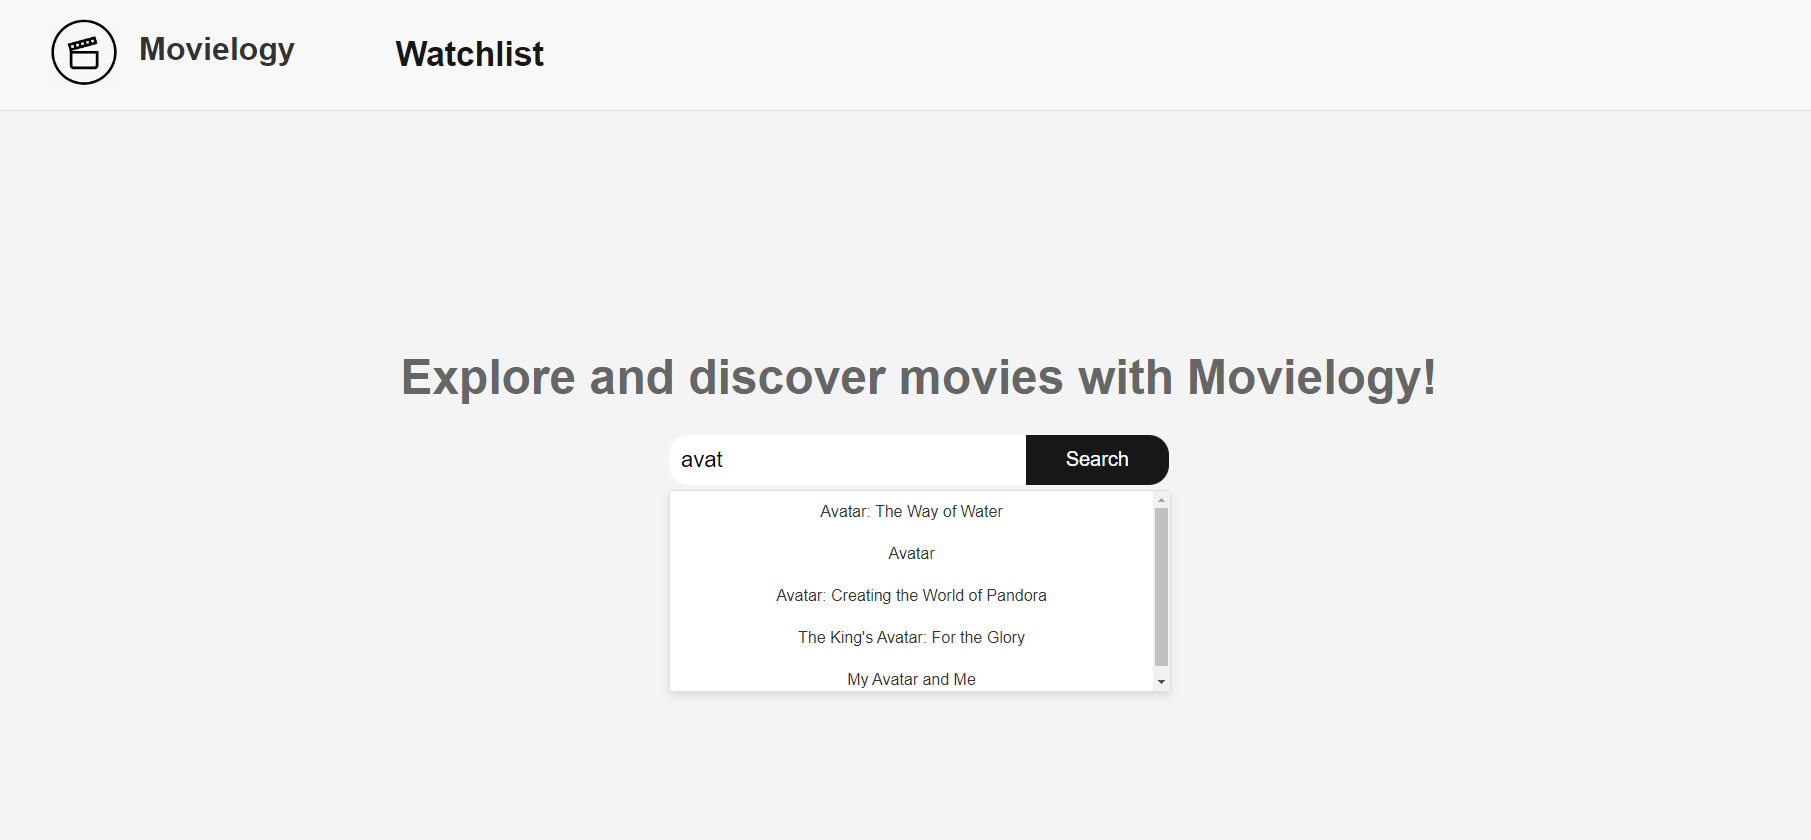 Movielogy
Watchlist
Explore and discover movies with Movielogy!
avat
Search
Avatar: The Way of Water
Avatar
Avatar: Creating the World of Pandora
The King's Avatar: For the Glory
My Avatar and Me